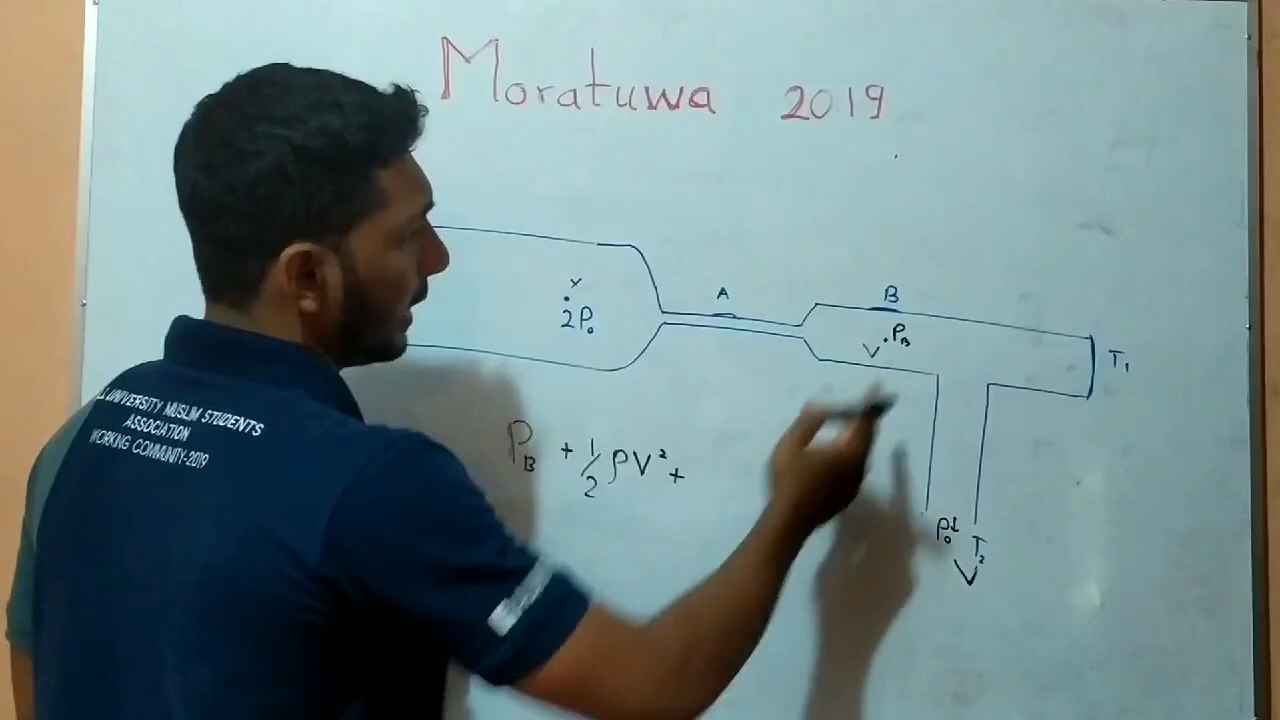 Moratuwa 2019
x
2P₀
A
B
V P_B
T₁
P_B + ½ρV² +
P₀
T₂
V
UNIVERSITY MUSLIM STUDENTS
ASSOCIATION
WORKING COMMUNITY-2019